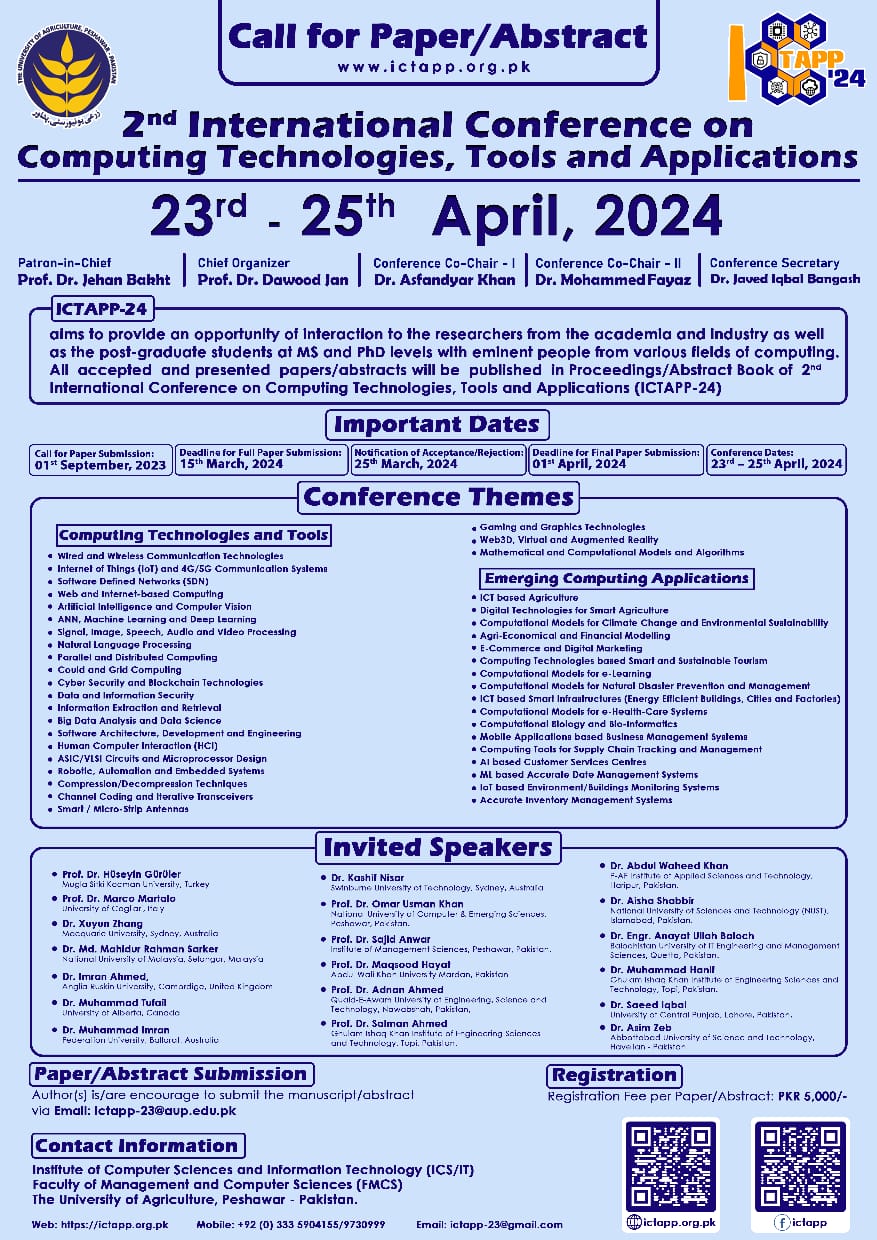 THE UNIVERSITY OF AGRICULTURE, PESHAWAR - PAKISTAN
زرعی یونیورسٹی، پشاور
Call for Paper/Abstract
www.ictapp.org.pk
ICTAPP
'24
2nd International Conference on
Computing Technologies, Tools and Applications
23rd - 25th April, 2024
Patron-in-Chief
Prof. Dr. Jehan Bakht
Chief Organizer
Prof. Dr. Dawood Jan
Conference Co-Chair - I
Dr. Asfandyar Khan
Conference Co-Chair - II
Dr. Mohammed Fayaz
Conference Secretary
Dr. Javed Iqbal Bangash
ICTAPP-24
aims to provide an opportunity of interaction to the researchers from the academia and industry as well
as the post-graduate students at MS and PhD levels with eminent people from various fields of computing.
All accepted and presented papers/abstracts will be published in Proceedings/Abstract Book of 2nd
International Conference on Computing Technologies, Tools and Applications (ICTAPP-24)
Important Dates
Call for Paper Submission:
01st September, 2023
Deadline for Full Paper Submission:
15th March, 2024
Notification of Acceptance/Rejection:
25th March, 2024
Deadline for Final Paper Submission:
01st April, 2024
Conference Dates:
23rd – 25th April, 2024
Conference Themes
Computing Technologies and Tools
• Wired and Wireless Communication Technologies
• Internet of Things (IoT) and 4G/5G Communication Systems
• Software Defined Networks (SDN)
• Web and Internet-based Computing
• Artificial Intelligence and Computer Vision
• ANN, Machine Learning and Deep Learning
• Signal, Image, Speech, Audio and Video Processing
• Natural Language Processing
• Parallel and Distributed Computing
• Could and Grid Computing
• Cyber Security and Blockchain Technologies
• Data and Information Security
• Information Extraction and Retrieval
• Big Data Analysis and Data Science
• Software Architecture, Development and Engineering
• Human Computer Interaction (HCI)
• ASIC/VLSI Circuits and Microprocessor Design
• Robotic, Automation and Embedded Systems
• Compression/Decompression Techniques
• Channel Coding and Iterative Transceivers
• Smart / Micro-Strip Antennas
• Gaming and Graphics Technologies
• Web3D, Virtual and Augmented Reality
• Mathematical and Computational Models and Algorithms
Emerging Computing Applications
• ICT based Agriculture
• Digital Technologies for Smart Agriculture
• Computational Models for Climate Change and Environmental Sustainability
• Agri-Economical and Financial Modelling
• E-Commerce and Digital Marketing
• Computing Technologies based Smart and Sustainable Tourism
• Computational Models for e-Learning
• Computational Models for Natural Disaster Prevention and Management
• ICT based Smart Infrastructures (Energy Efficient Buildings, Cities and Factories)
• Computational Models for e-Health-Care Systems
• Computational Biology and Bio-Informatics
• Mobile Applications based Business Management Systems
• Computing Tools for Supply Chain Tracking and Management
• AI based Customer Services Centres
• ML based Accurate Date Management Systems
• IoT based Environment/Buildings Monitoring Systems
• Accurate Inventory Management Systems
Invited Speakers
• Prof. Dr. Hüseyin Gürüler
Mugla Sitki Kocman University, Turkey
• Prof. Dr. Marco Martalo
University of Cagliari, Italy
• Dr. Xuyun Zhang
Macquarie University, Sydney, Australia
• Dr. Md. Mahidur Rahman Sarker
National University of Malaysia, Selangor, Malaysia
• Dr. Imran Ahmed,
Anglia Ruskin University, Cambridge, United Kingdom
• Dr. Muhammad Tufail
University of Alberta, Canada
• Dr. Muhammad Imran
Federation University, Ballarat, Australia
• Dr. Kashif Nisar
Swinburne University of Technology, Sydney, Australia
• Prof. Dr. Omar Usman Khan
National University of Computer & Emerging Sciences,
Peshawar, Pakistan.
• Prof. Dr. Sajid Anwar
Institute of Management Sciences, Peshawar, Pakistan.
• Prof. Dr. Maqsood Hayat
Abdul Wali Khan University Mardan, Pakistan
• Prof. Dr. Adnan Ahmed
Quaid-E-Awam University of Engineering, Science and
Technology, Nawabshah, Pakistan,
• Prof. Dr. Salman Ahmed
Ghulam Ishaq Khan Institute of Engineering Sciences
and Technology, Topi, Pakistan.
• Dr. Abdul Waheed Khan
P-AF Institute of Applied Sciences and Technology,
Haripur, Pakistan.
• Dr. Aisha Shabbir
National University of Sciences and Technology (NUST),
Islamabad, Pakistan.
• Dr. Engr. Anayat Ullah Baloch
Balochistan University of IT Engineering and Management
Sciences, Quetta, Pakistan.
• Dr. Muhammad Hanif
Ghulam Ishaq Khan Institute of Engineering Sciences and
Technology, Topi, Pakistan.
• Dr. Saeed Iqbal
University of Central Punjab, Lahore, Pakistan.
• Dr. Asim Zeb
Abbottabad University of Science and Technology,
Havelian - Pakistan
Paper/Abstract Submission
Author(s) is/are encourage to submit the manuscript/abstract
via Email: ictapp-23@aup.edu.pk
Registration
Registration Fee per Paper/Abstract: PKR 5,000/-
Contact Information
Institute of Computer Sciences and Information Technology (ICS/IT)
Faculty of Management and Computer Sciences (FMCS)
The University of Agriculture, Peshawar - Pakistan.
Web: https://ictapp.org.pk Mobile: +92 (0) 333 5904155/9730999 Email: ictapp-23@gmail.com
ictapp.org.pk
ictapp